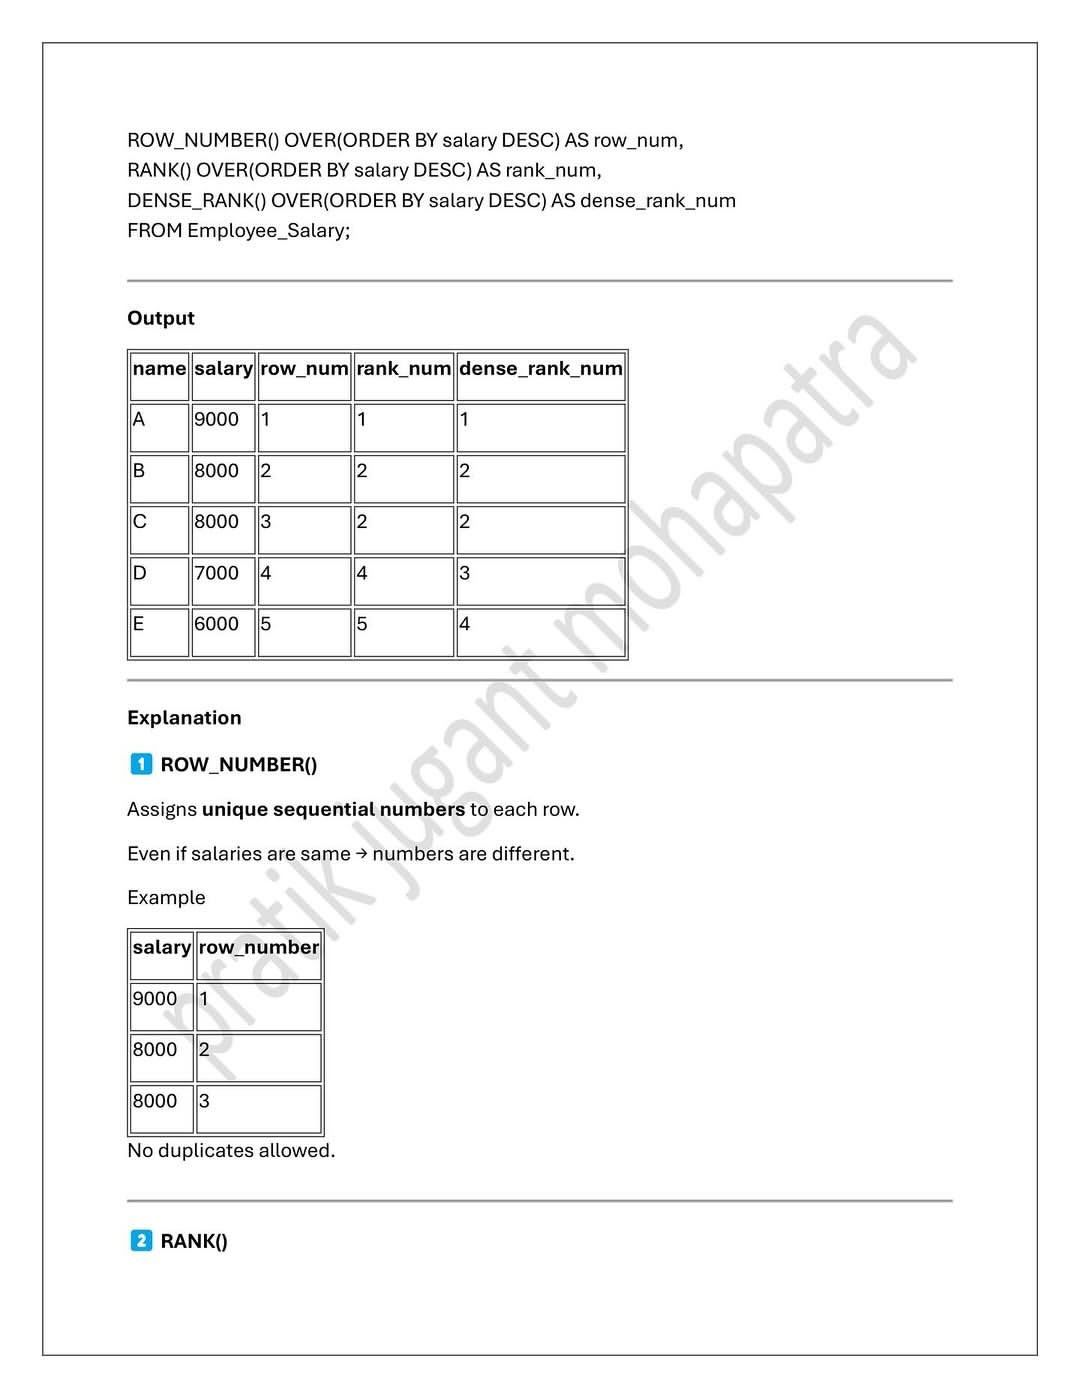 ROW_NUMBER() OVER(ORDER BY salary DESC) AS row_num,
RANK() OVER(ORDER BY salary DESC) AS rank_num,
DENSE_RANK() OVER(ORDER BY salary DESC) AS dense_rank_num
FROM Employee_Salary;
Output
name salary row_num rank_num dense_rank_num
A 9000 1 1 1
B 8000 2 2 2
C 8000 3 2 2
D 7000 4 4 3
E 6000 5 5 4
Explanation
1 ROW_NUMBER()
Assigns unique sequential numbers to each row.
Even if salaries are same → numbers are different.
Example
salary row_number
9000 1
8000 2
8000 3
No duplicates allowed.
2 RANK()
pratik jugant mohapatra